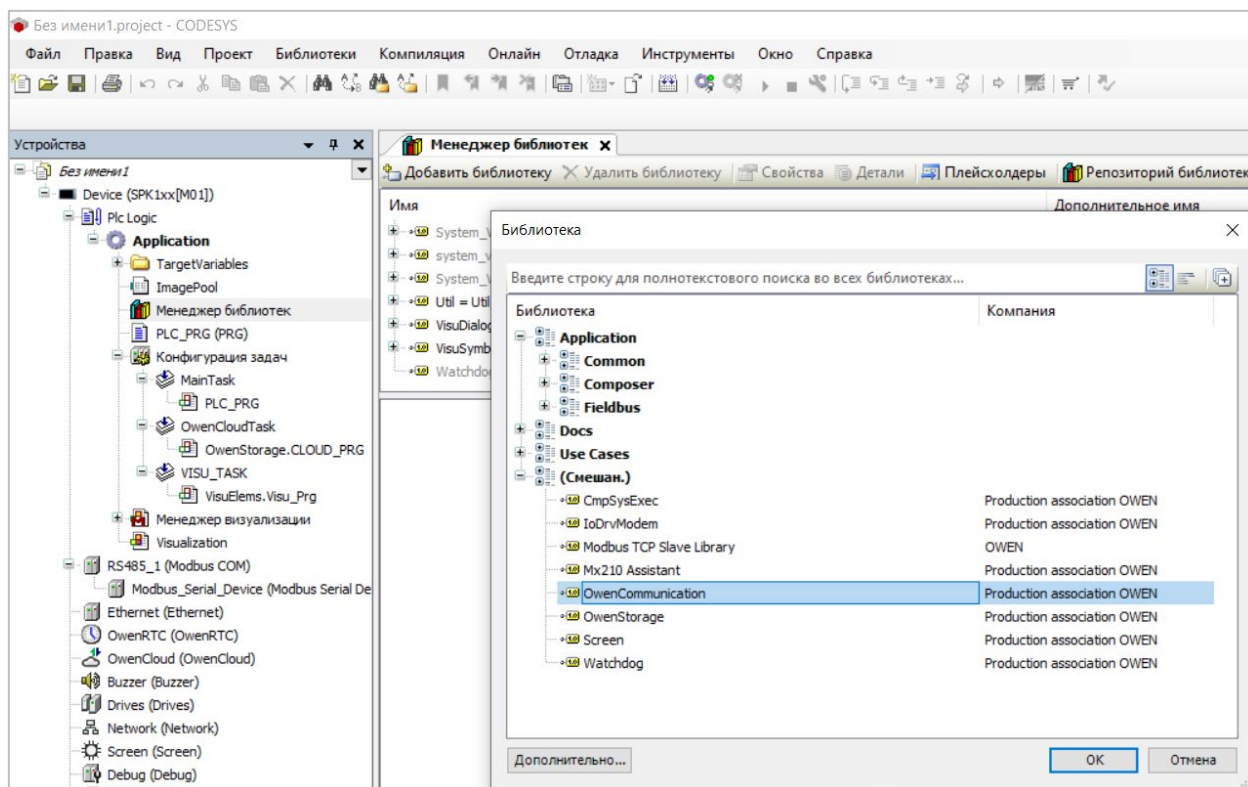 Без имени1.project - CODESYS
Файл Правка Вид Проект Библиотеки Компиляция Онлайн Отладка Инструменты Окно Справка
Устройства
Без имени1
Device (SPK1xx[M01])
Plc Logic
Application
TargetVariables
ImagePool
Менеджер библиотек
PLC_PRG (PRG)
Конфигурация задач
MainTask
PLC_PRG
OwenCloudTask
OwenStorage.CLOUD_PRG
VISU_TASK
VisuElems.Visu_Prg
Менеджер визуализации
Visualization
RS485_1 (Modbus COM)
Modbus_Serial_Device (Modbus Serial De
Ethernet (Ethernet)
OwenRTC (OwenRTC)
OwenCloud (OwenCloud)
Buzzer (Buzzer)
Drives (Drives)
Network (Network)
Screen (Screen)
Debug (Debug)
Менеджер библиотек
Добавить библиотеку Удалить библиотеку Свойства Детали Плейсхолдеры Репозиторий библиотек
Имя Дополнительное имя
System_V
system_v
System_V
Util = Util
VisuDialog
VisuSymb
Watchdo
Библиотека
Введите строку для полнотекстового поиска во всех библиотеках...
Библиотека Компания
Application
Common
Composer
Fieldbus
Docs
Use Cases
(Смешан.)
CmpSysExec Production association OWEN
IoDrvModem Production association OWEN
Modbus TCP Slave Library OWEN
Mx210 Assistant Production association OWEN
OwenCommunication Production association OWEN
OwenStorage Production association OWEN
Screen Production association OWEN
Watchdog Production association OWEN
Дополнительно... OK Отмена